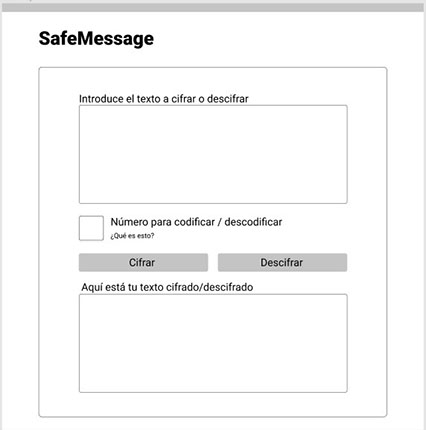 SafeMessage
Introduce el texto a cifrar o descifrar
Número para codificar / descodificar
¿Qué es esto?
Cifrar
Descifrar
Aquí está tu texto cifrado/descifrado